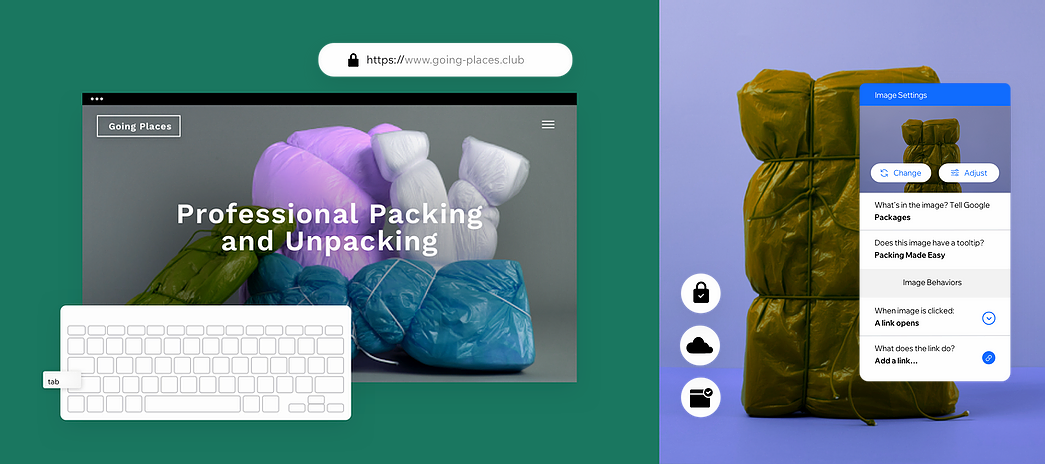 https://www.going-places.club
Going Places
Professional Packing
and Unpacking
tab
Image Settings
Change
Adjust
What's in the image? Tell Google
Packages
Does this image have a tooltip?
Packing Made Easy
Image Behaviors
When image is clicked:
A link opens
What does the link do?
Add a link...